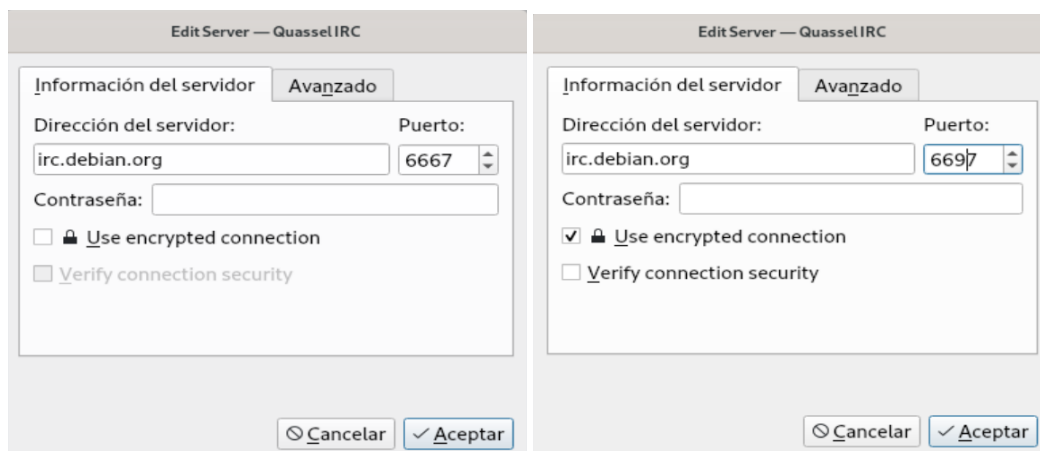 Edit Server — Quassel IRC
Información del servidor
Avanzado
Dirección del servidor:
Puerto:
irc.debian.org
6667
Contraseña:
Use encrypted connection
Verify connection security
Cancelar
Aceptar
Edit Server — Quassel IRC
Información del servidor
Avanzado
Dirección del servidor:
Puerto:
irc.debian.org
6697
Contraseña:
Use encrypted connection
Verify connection security
Cancelar
Aceptar